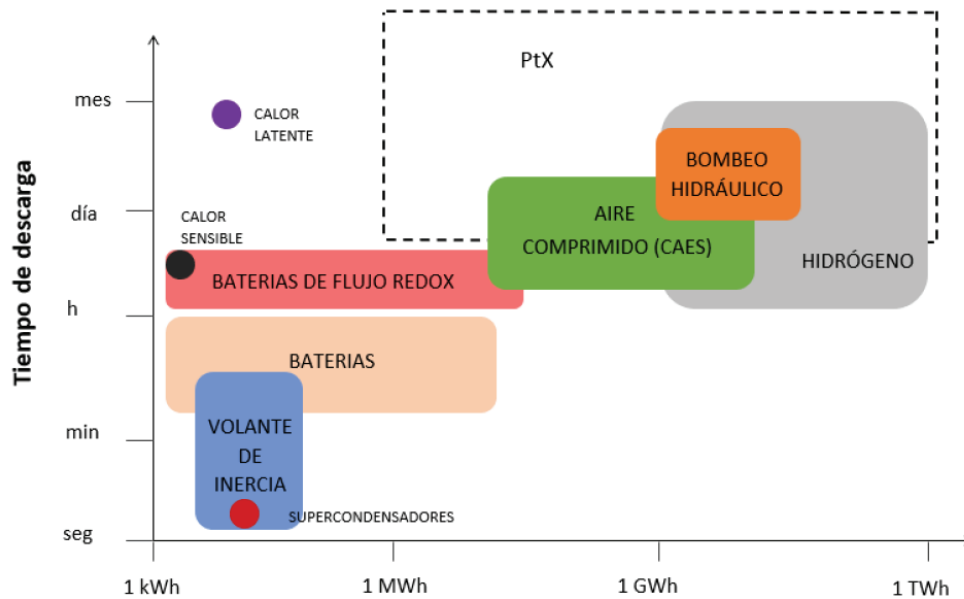 PtX
mes
CALOR
LATENTE
BOMBEO
HIDRÁULICO
Tiempo de descarga
día
CALOR
SENSIBLE
AIRE
COMPRIMIDO (CAES)
HIDRÓGENO
BATERIAS DE FLUJO REDOX
h
BATERIAS
VOLANTE
DE
INERCIA
min
SUPERCONDENSADORES
seg
1 kWh
1 MWh
1 GWh
1 TWh